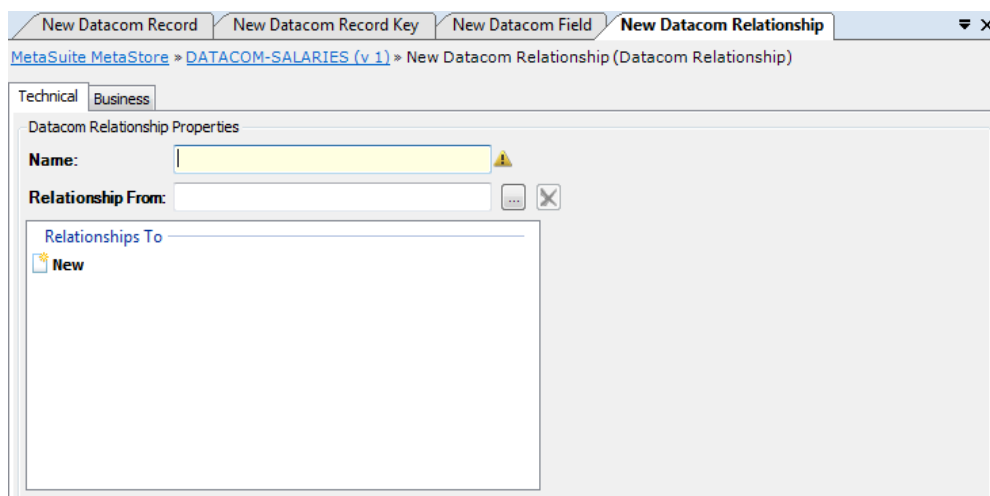 New Datacom Record New Datacom Record Key New Datacom Field New Datacom Relationship
MetaSuite MetaStore » DATACOM-SALARIES (v 1) » New Datacom Relationship (Datacom Relationship)
Technical Business
Datacom Relationship Properties
Name:
Relationship From: ...
Relationships To
New